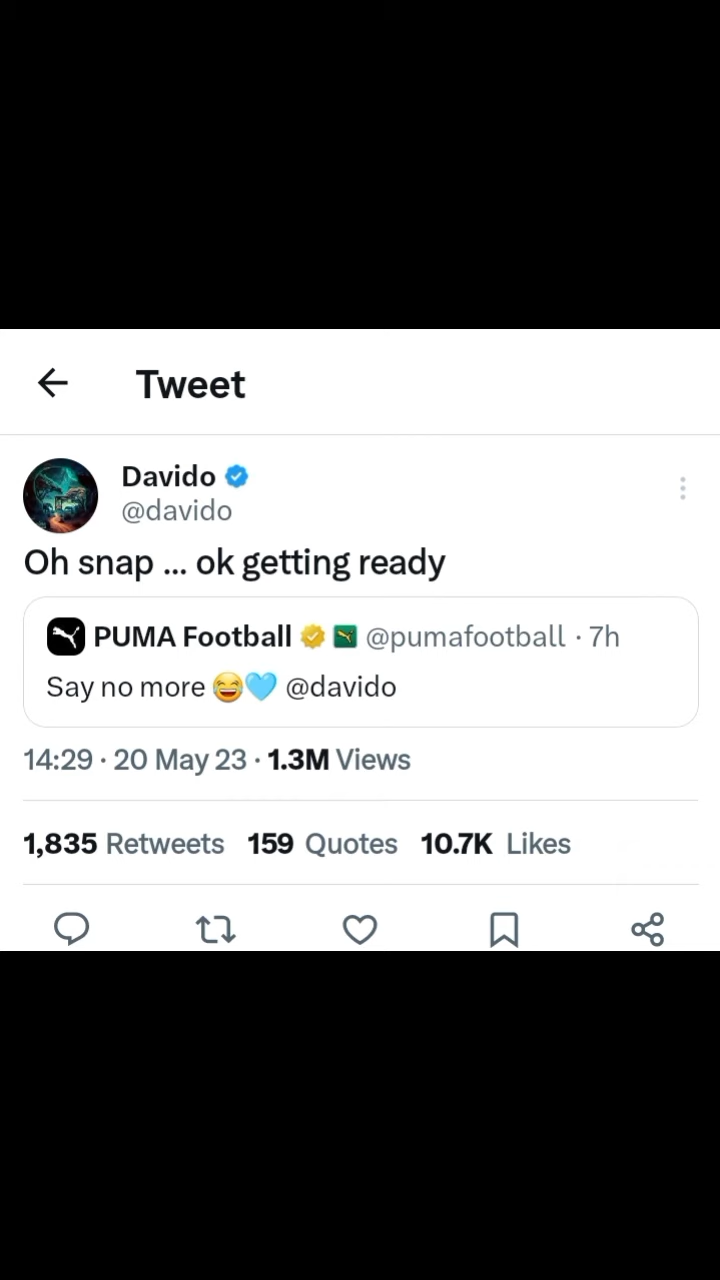 Tweet
Davido
@davido
Oh snap ... ok getting ready
PUMA Football @pumafootball · 7h
Say no more 😂🩵 @davido
14:29 · 20 May 23 · 1.3M Views
1,835 Retweets 159 Quotes 10.7K Likes